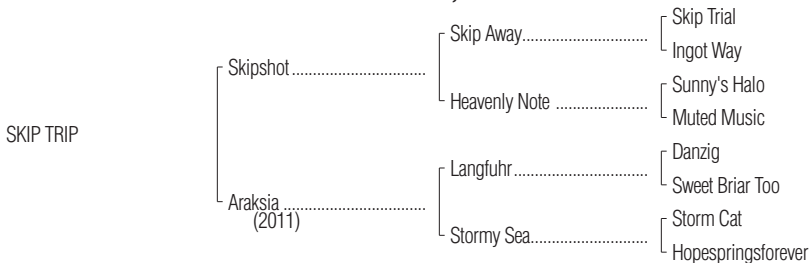 Skip Trial
Skip Away..............................
Ingot Way
Skipshot................................
Sunny's Halo
Heavenly Note ......................
Muted Music
SKIP TRIP
Danzig
Langfuhr................................
Sweet Briar Too
Araksia .................................
(2011)
Storm Cat
Stormy Sea............................
Hopespringsforever